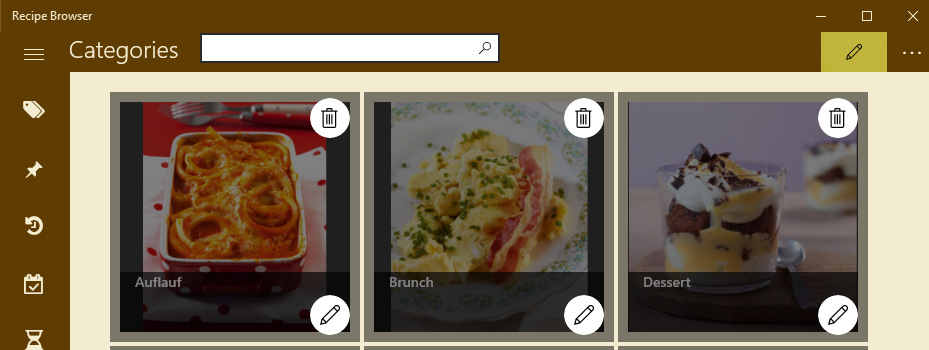 Recipe Browser
Categories
Auflauf
Brunch
Dessert